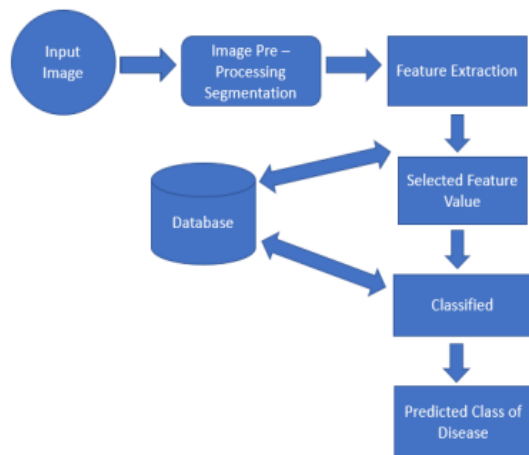 Input
Image
Image Pre –
Processing
Segmentation
Feature Extraction
Selected Feature
Value
Database
Classified
Predicted Class of
Disease